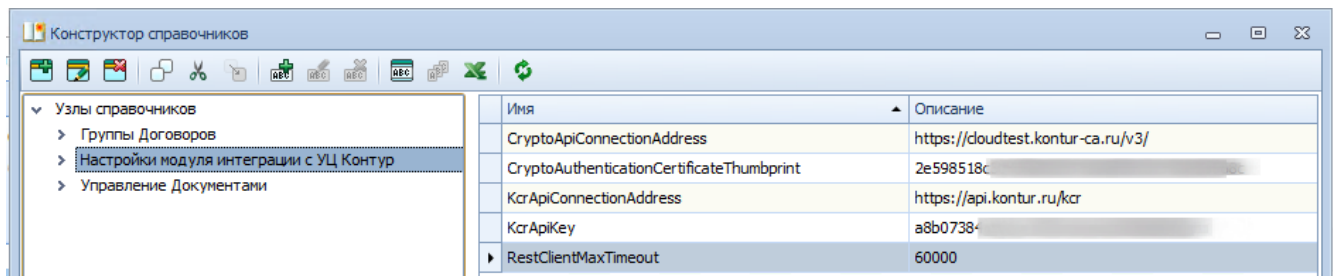 Конструктор справочников
Узлы справочников
Группы Договоров
Настройки модуля интеграции с УЦ Контур
Управление Документами
Имя Описание
CryptoApiConnectionAddress https://cloudtest.kontur-ca.ru/v3/
CryptoAuthenticationCertificateThumbprint 2e598518c
KcrApiConnectionAddress https://api.kontur.ru/kcr
KcrApiKey a8b07384
RestClientMaxTimeout 60000